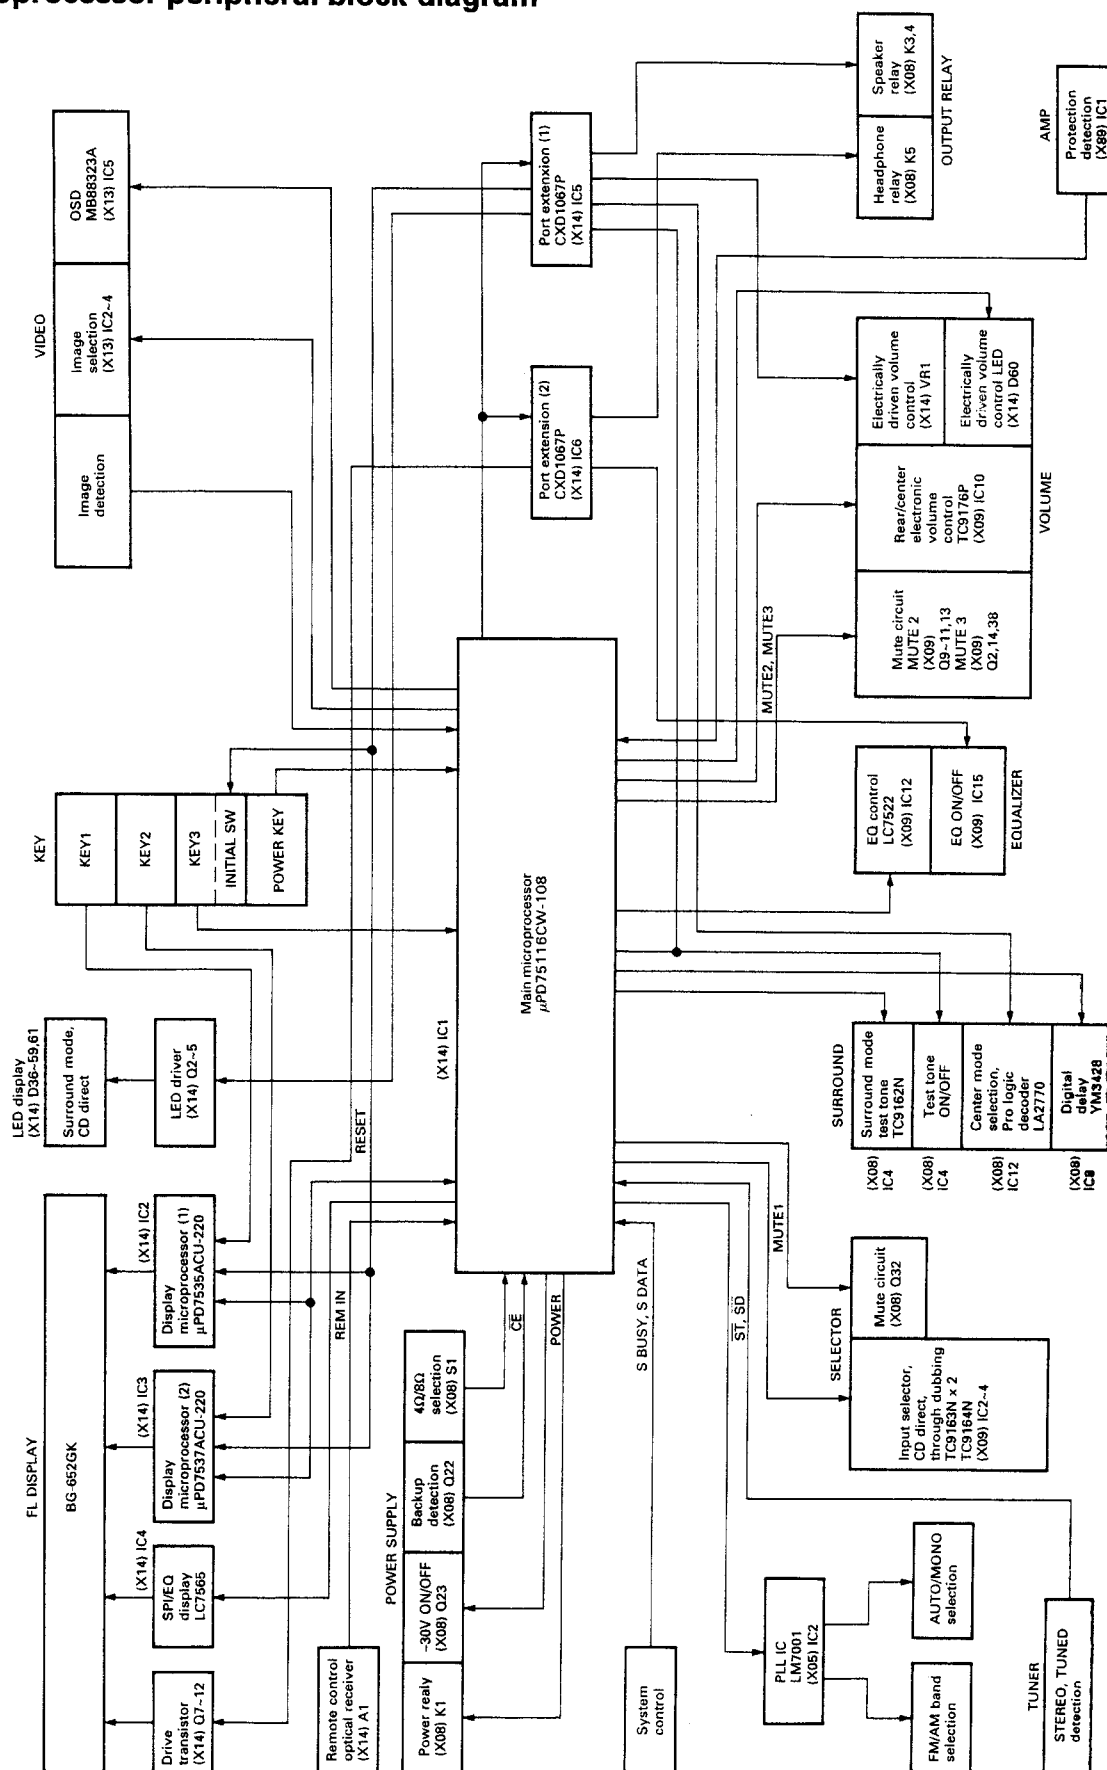 oprocessor peripheral block diagram
VIDEO
Image
detection
Image
selection
(X13) IC2~4
OSD
MB88323A
(X13) IC5
KEY
KEY1
KEY2
KEY3
INITIAL SW
POWER KEY
LED display
(X14) D36~59,61
Surround mode,
CD direct
LED driver
(X14) Q2~5
FL DISPLAY
BG-652GK
Drive
transistor
(X14) Q7~12
(X14) IC4
SPI/EQ
display
LC7565
(X14) IC3
Display
microprocessor (2)
μPD7537ACU-220
(X14) IC2
Display
microprocessor (1)
μPD7535ACU-220
RESET
REM IN
Remote control
optical receiver
(X14) A1
POWER SUPPLY
Power realy
(X08) K1
-30V ON/OFF
(X08) Q23
Backup
detection
(X08) Q22
4Ω/8Ω
selection
(X08) S1
CE
POWER
(X14) IC1
Main microprocessor
μPD75116CW-108
Port extension (2)
CXD1067P
(X14) IC6
Port extenxion (1)
CXD1067P
(X14) IC5
System
control
S BUSY, S DATA
ST, SD
MUTE1
MUTE2, MUTE3
PLL IC
LM7001
(X05) IC2
FM/AM band
selection
AUTO/MONO
selection
TUNER
STEREO, TUNED
detection
SELECTOR
Input selector,
CD direct,
through dubbing
TC9163N x 2
TC9164N
(X09) IC2~4
Mute circuit
(X08) Q32
SURROUND
(X08)
IC4
Surround mode
test tone
TC9162N
(X08)
IC4
Test tone
ON/OFF
(X08)
IC12
Center mode
selection,
Pro logic
decoder
LA2770
(X08)
IC8
Digital
delay
YM3428
EQ control
LC7522
(X09) IC12
EQ ON/OFF
(X09) IC15
EQUALIZER
Mute circuit
MUTE 2
(X09)
Q9~11,13
MUTE 3
(X09)
Q2,14,38
Rear/center
electronic
volume
control
TC9176P
(X09) IC10
Electrically
driven volume
control
(X14) VR1
Electrically
driven volume
control LED
(X14) D60
VOLUME
Headphone
relay
(X08) K5
Speaker
relay
(X08) K3,4
OUTPUT RELAY
AMP
Protection
detection
(X89) IC1